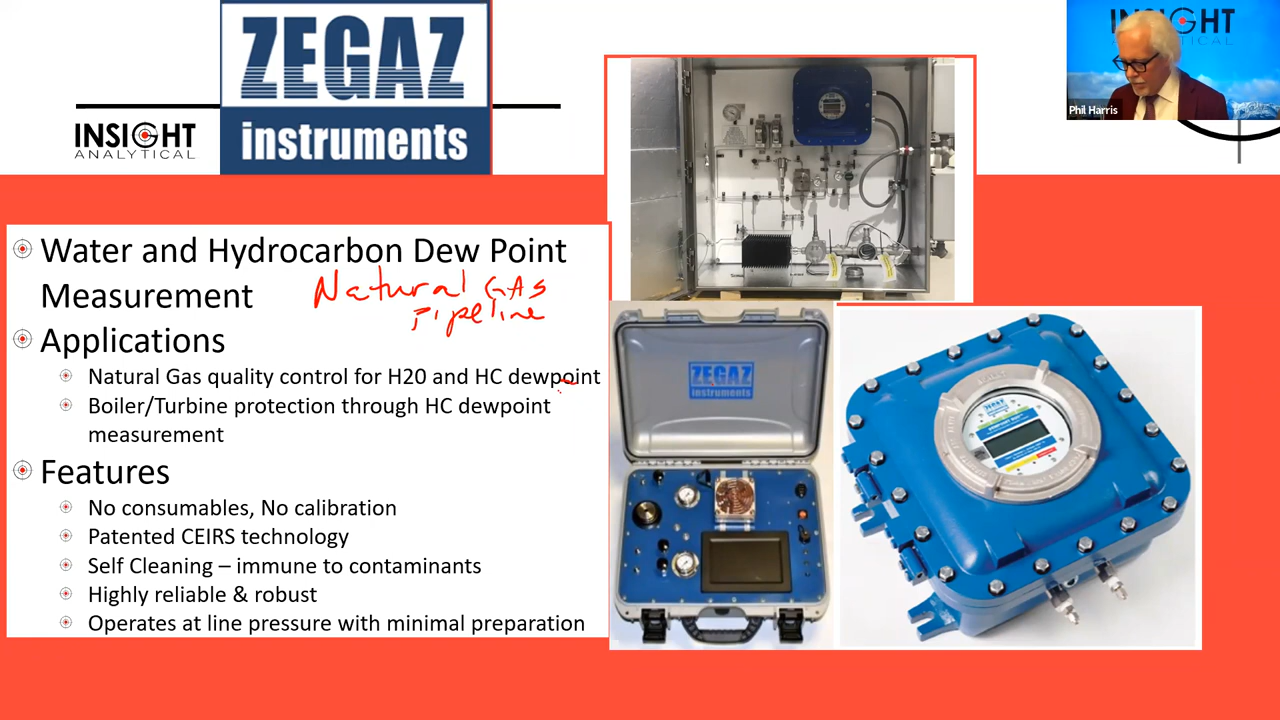 ZEGAZ
instruments
INSIGHT
ANALYTICAL
INSIGHT
ANALYTICAL
Phil Harris
Water and Hydrocarbon Dew Point
Measurement
Natural GAs
Pipeline
Applications
Natural Gas quality control for H20 and HC dewpoint
Boiler/Turbine protection through HC dewpoint
measurement
Features
No consumables, No calibration
Patented CEIRS technology
Self Cleaning – immune to contaminants
Highly reliable & robust
Operates at line pressure with minimal preparation
ZEGAZ
instruments